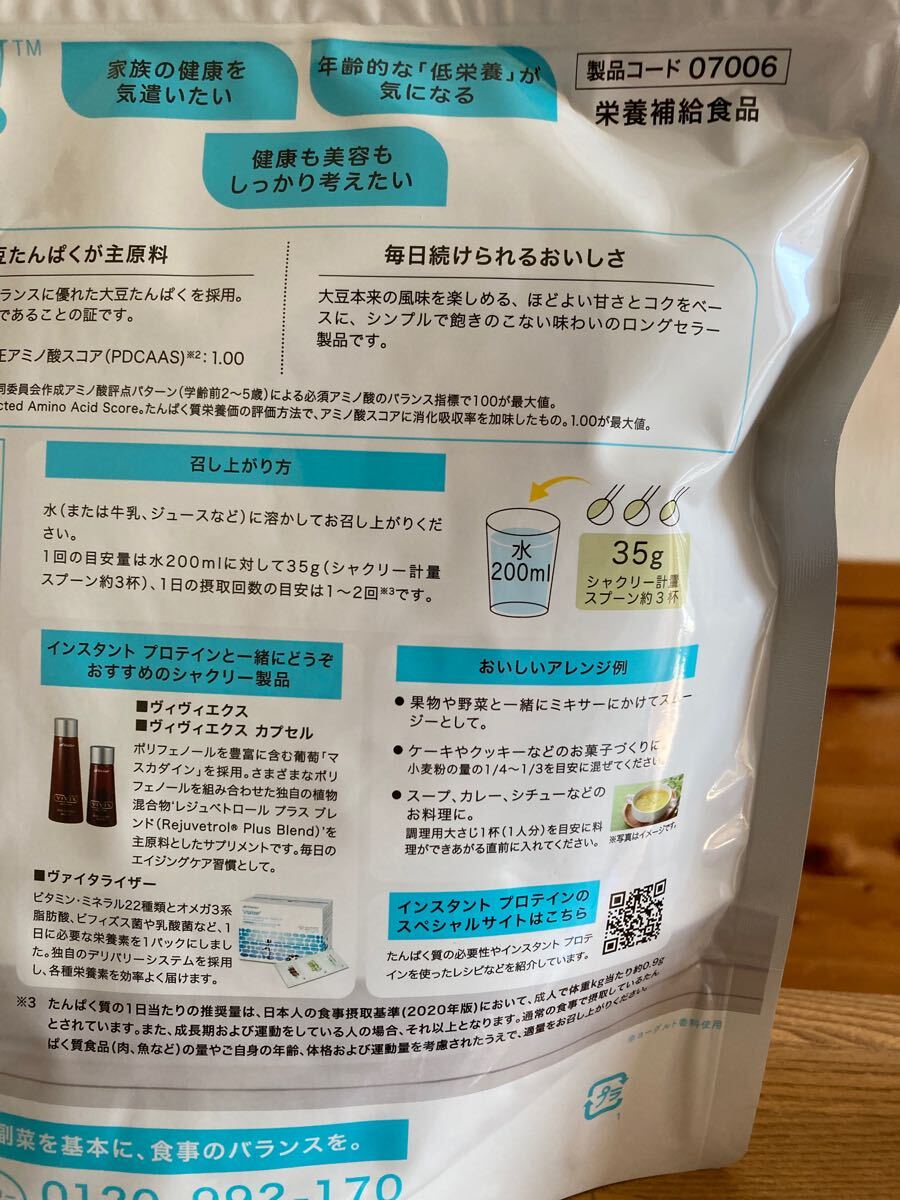 TM
家族の健康を
気遣いたい
年齢的な「低栄養」が
気になる
製品コード 07006
栄養補給食品
健康も美容も
しっかり考えたい
豆たんぱくが主原料
ランスに優れた大豆たんぱくを採用。
であることの証です。
正アミノ酸スコア(PDCAAS)※2:1.00
毎日続けられるおいしさ
大豆本来の風味を楽しめる、ほどよい甘さとコクをベー
スに、シンプルで飽きのこない味わいのロングセラー
製品です。
同委員会作成アミノ酸評点パターン(学齢前2〜5歳)による必須アミノ酸のバランス指標で100が最大値。
cted Amino Acid Score。たんぱく質栄養価の評価方法で、アミノ酸スコアに消化吸収率を加味したもの。1.00が最大値。
召し上がり方
水(または牛乳、ジュースなど)に溶かしてお召し上がりくだ
さい。
1回の目安量は水200mlに対して35g(シャクリー計量
スプーン約3杯)、1日の摂取回数の目安は1〜2回※3です。
水
200ml
35g
シャクリー計量
スプーン約3杯
インスタント プロテインと一緒にどうぞ
おすすめのシャクリー製品
■ヴィヴィエクス
■ヴィヴィエクス カプセル
ポリフェノールを豊富に含む葡萄「マ
スカダイン」を採用。さまざまなポリ
フェノールを組み合わせた独自の植物
混合物‘レジュベトロール プラス ブレ
ンド(Rejuvetrol® Plus Blend)’を
主原料としたサプリメントです。毎日の
エイジングケア習慣として。
■ヴァイタライザー
ビタミン・ミネラル22種類とオメガ3系
脂肪酸、ビフィズス菌や乳酸菌など、1
日に必要な栄養素を1パックにしまし
た。独自のデリバリーシステムを採用
し、各種栄養素を効率よく届けます。
おいしいアレンジ例
● 果物や野菜と一緒にミキサーにかけてスムー
ジーとして。
● ケーキやクッキーなどのお菓子づくりに。
小麦粉の量の1/4〜1/3を目安に混ぜてください。
● スープ、カレー、シチューなどの
お料理に。
調理用大さじ1杯(1人分)を目安に料
理ができあがる直前に入れてください。
※写真はイメージです。
インスタント プロテインの
スペシャルサイトはこちら
たんぱく質の必要性やインスタント プロテ
インを使ったレシピなどを紹介しています。
※3 たんぱく質の1日当たりの推奨量は、日本人の食事摂取基準(2020年版)において、成人で体重kg当たり約0.9g
とされています。また、成長期および運動をしている人の場合、それ以上となります。通常の食事で摂取しているたん
ぱく質食品(肉、魚など)の量やご自身の年齢、体格および運動量を考慮されたうえで、適量をお召し上がりください。
※ヨーグルト香料使用
プラ
1
副菜を基本に、食事のバランスを。
0120-992-170